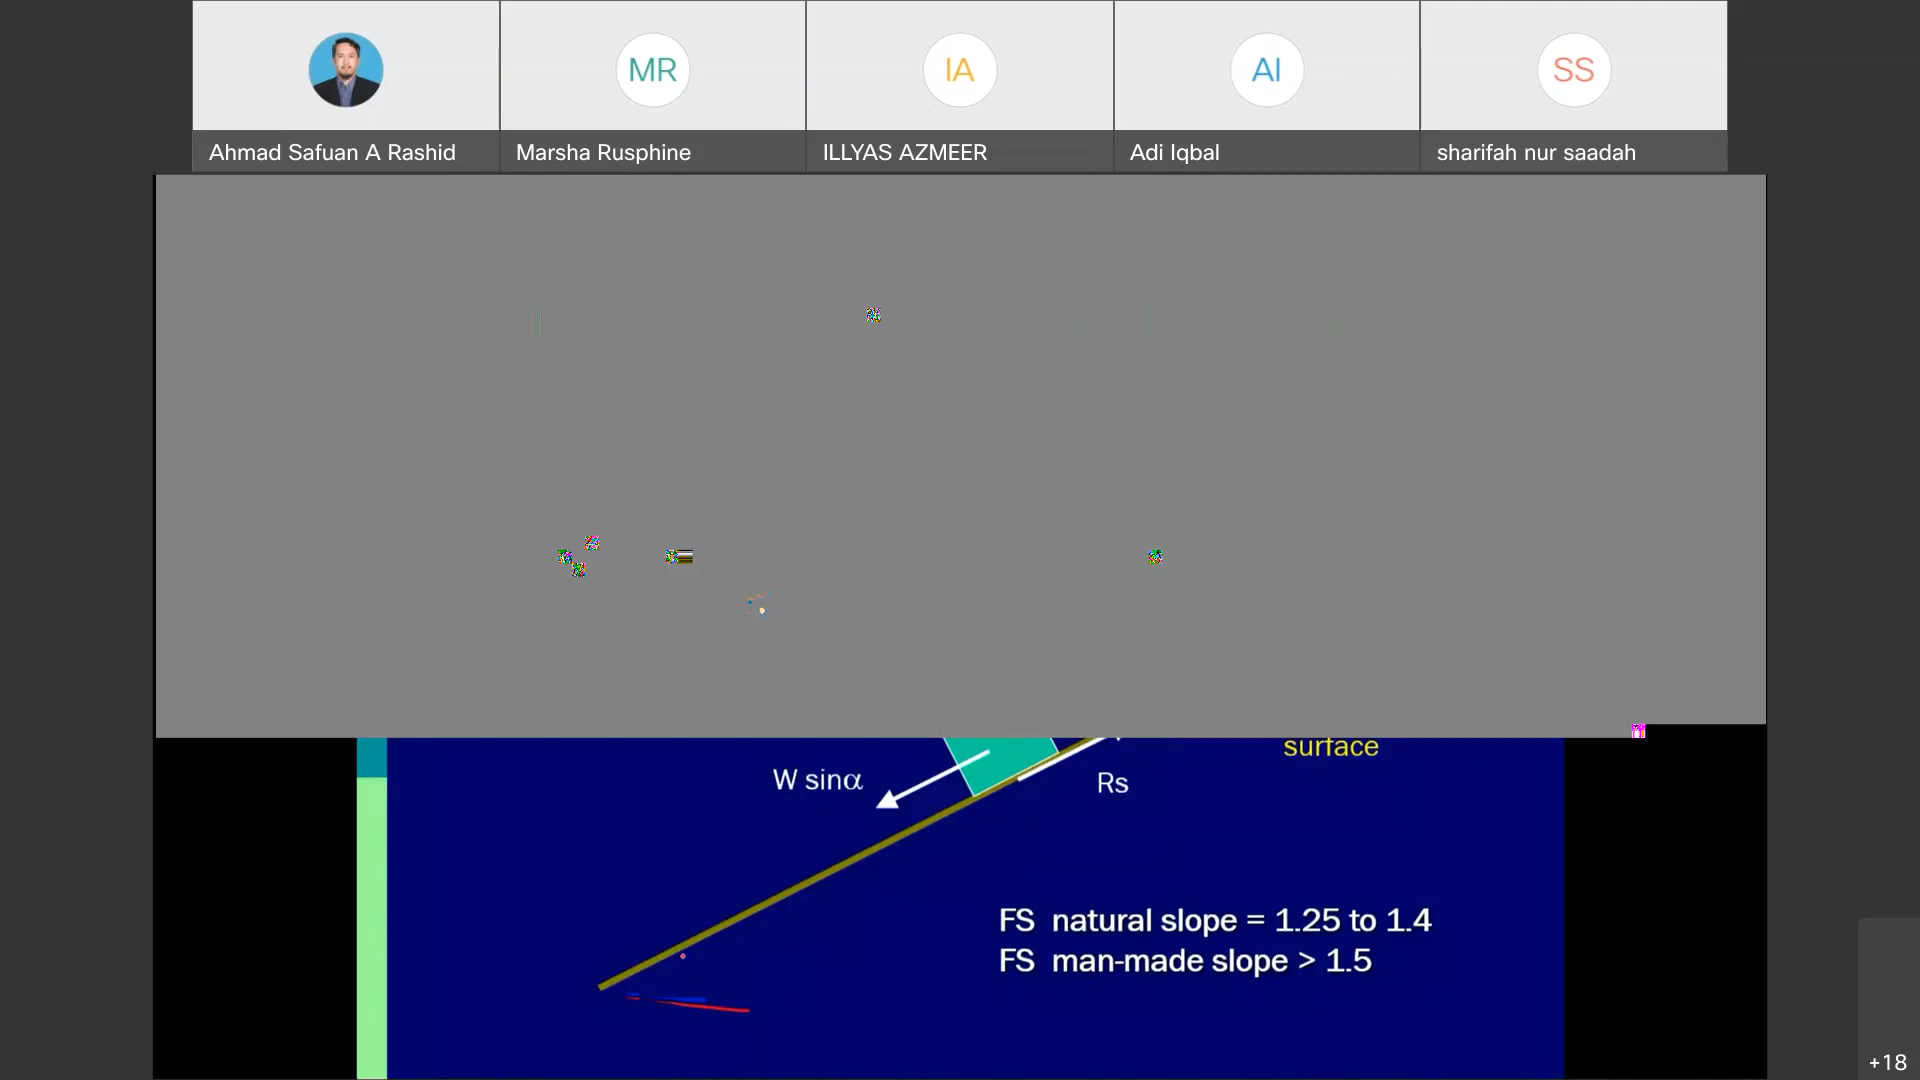 MR
IA
AI
SS
Ahmad Safuan A Rashid
Marsha Rusphine
ILLYAS AZMEER
Adi Iqbal
sharifah nur saadah
surface
W sinα
Rs
FS natural slope = 1.25 to 1.4
FS man-made slope > 1.5
+18